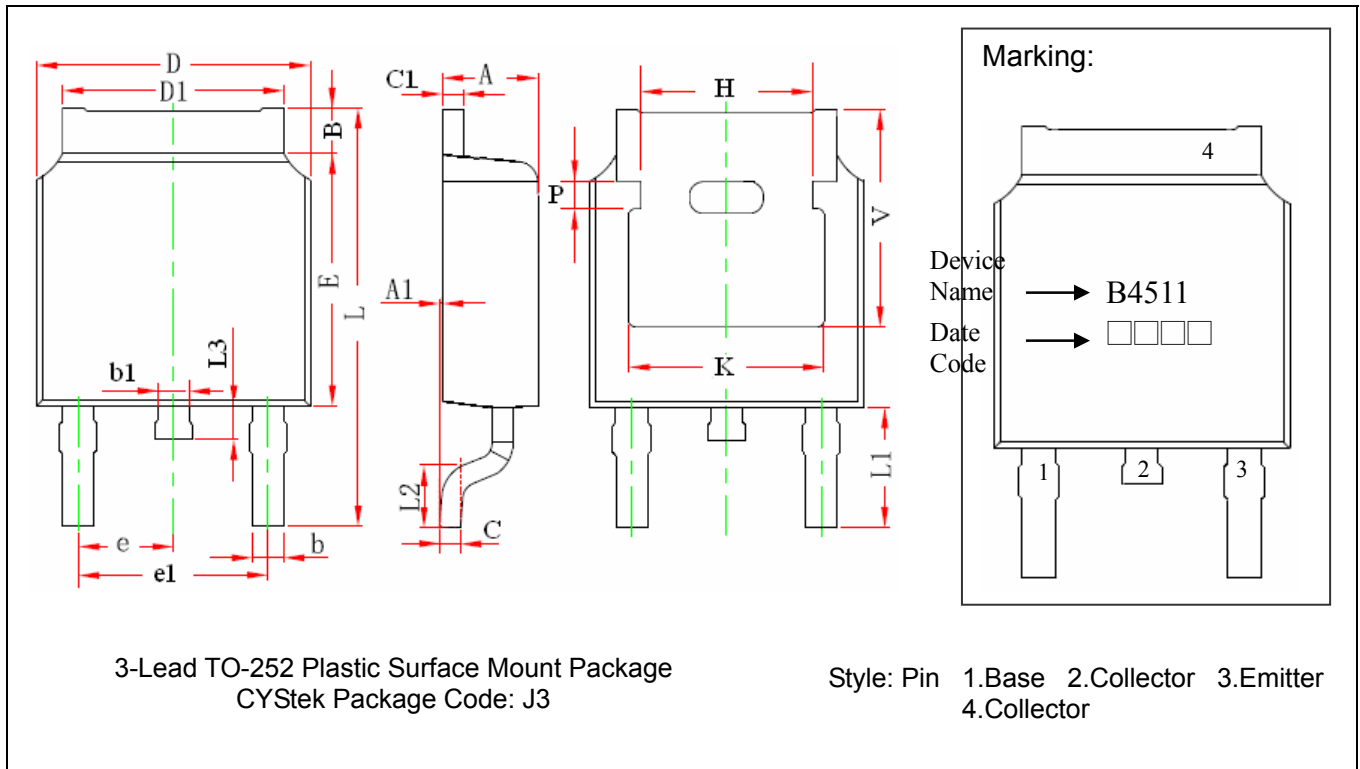 D
D1
B
E
L
L3
b1
e
e1
b
C1
A
A1
L2
C
H
P
V
K
L1
Marking:
4
Device
Name
B4511
Date
Code
□□□□
1
2
3
3-Lead TO-252 Plastic Surface Mount Package
CYStek Package Code: J3
Style: Pin 1.Base 2.Collector 3.Emitter
4.Collector